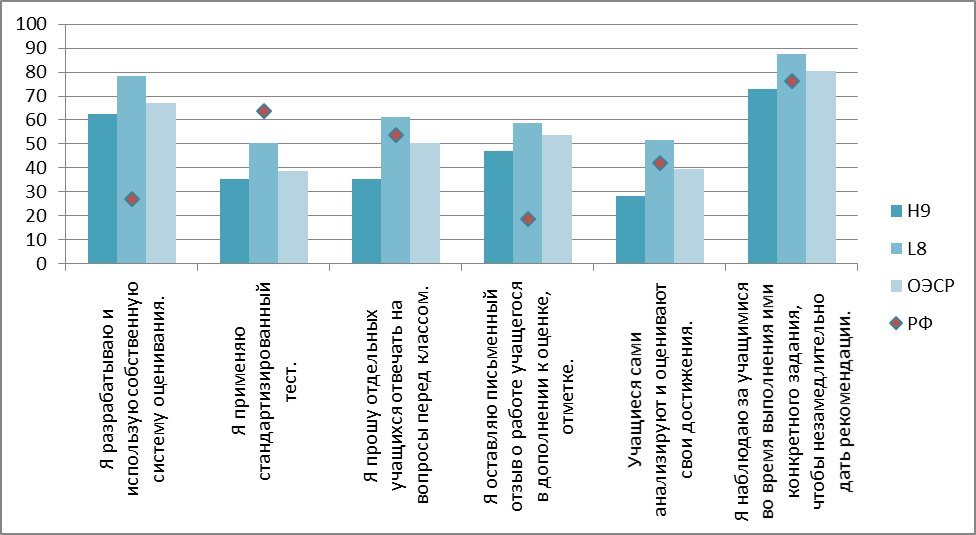 100
90
80
70
60
50
40
30
20
10
0
Я разрабатываю и
использую собственную
систему оценивания.
Я применяю
стандартизированный
тест.
Я прошу отдельных
учащихся отвечать на
вопросы перед классом.
Я оставляю письменный
отзыв о работе учащегося
в дополнении к оценке,
отметке.
Учащиеся сами
анализируют и оценивают
свои достижения.
Я наблюдаю за учащимися
во время выполнения ими
конкретного задания,
чтобы незамедлительно
дать рекомендации.
H9
L8
ОЭСР
РФ